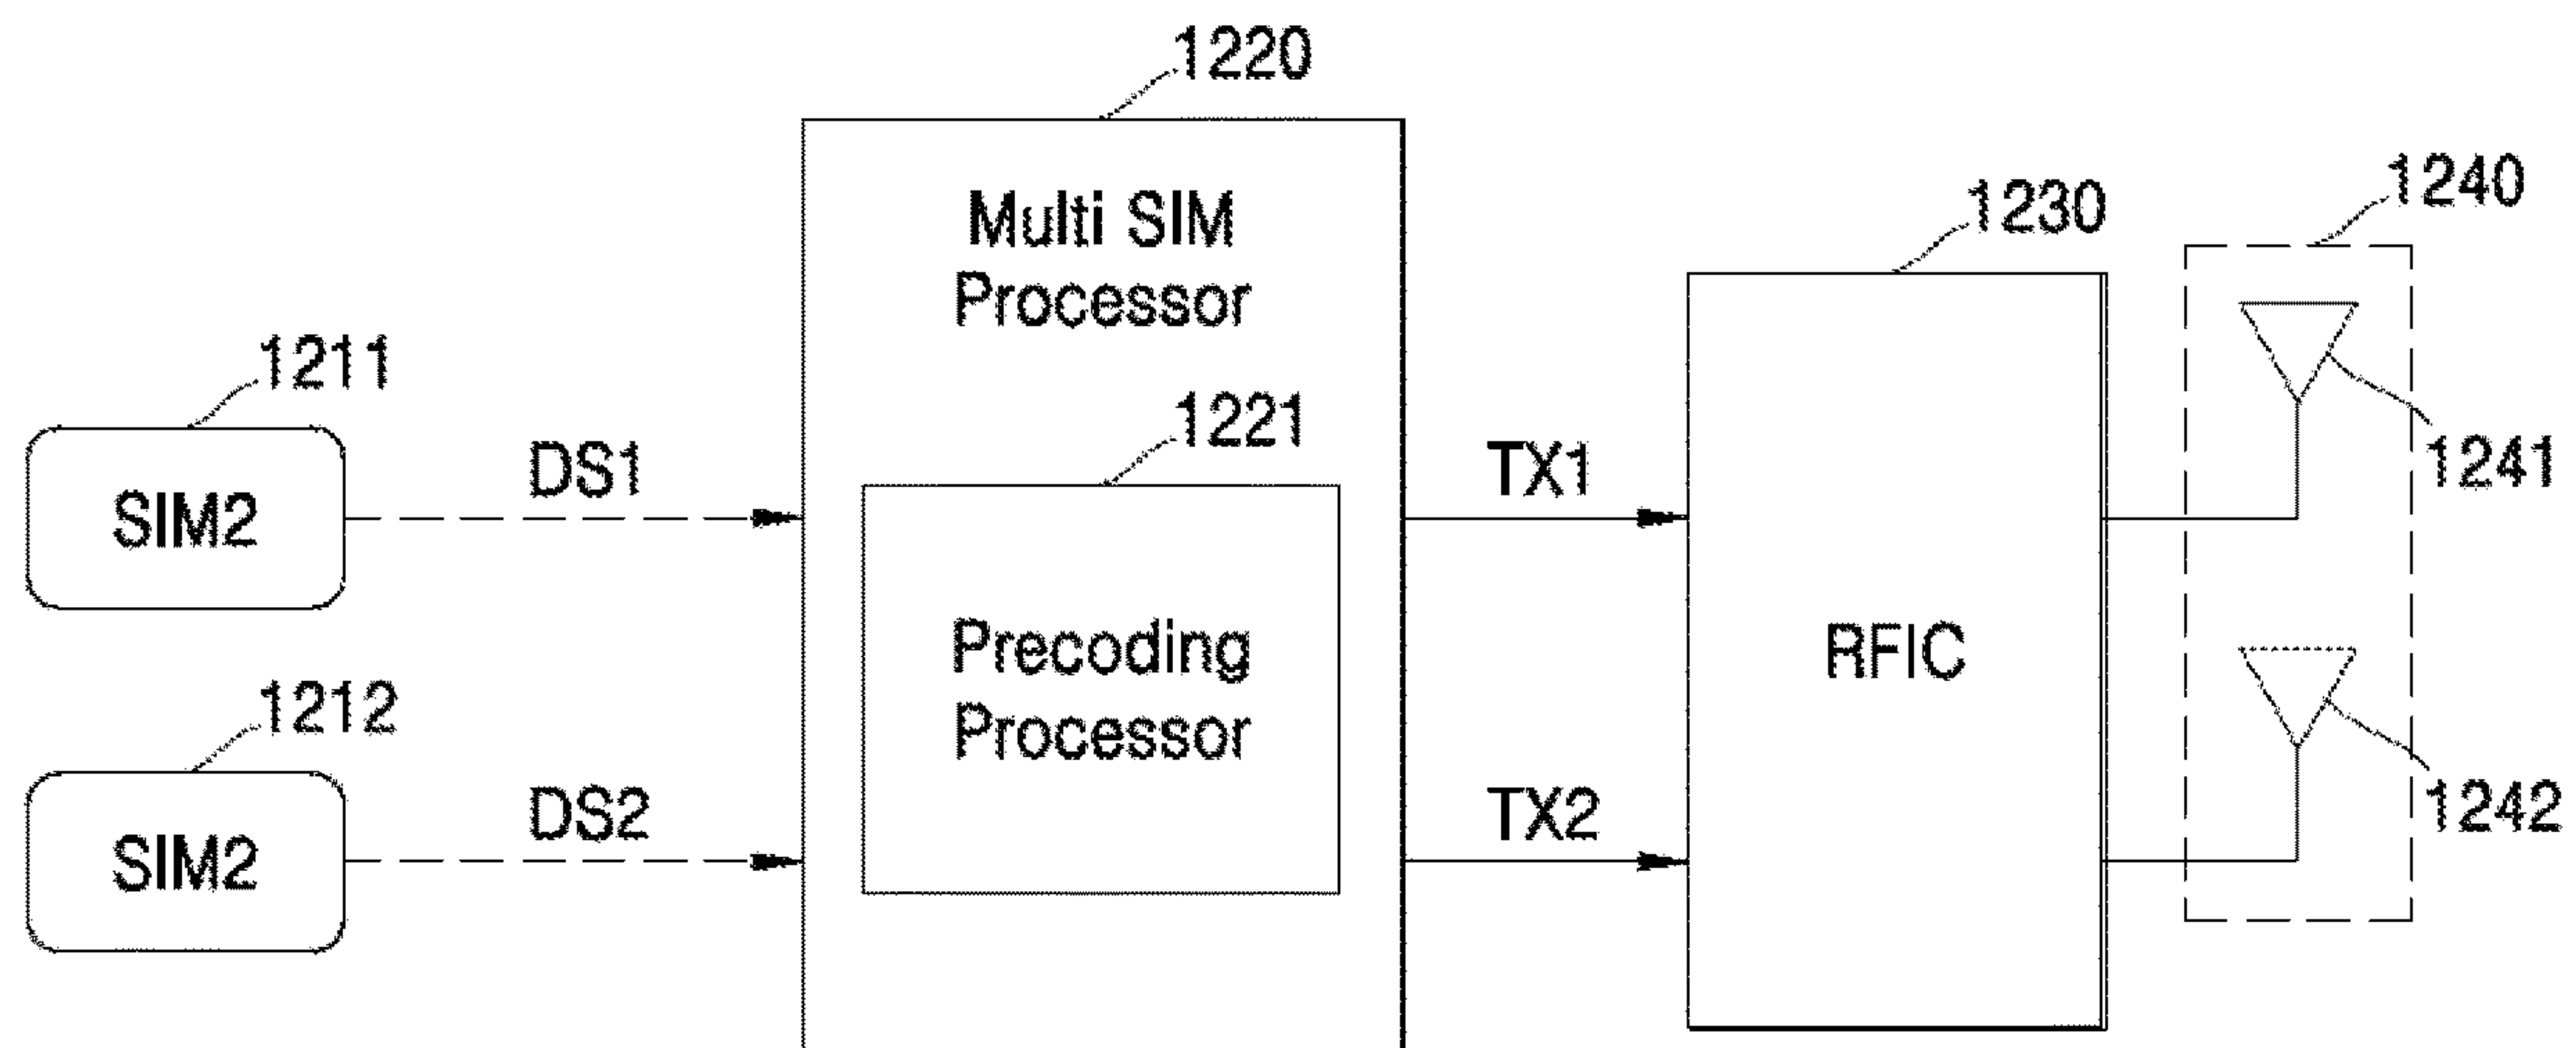 1220
Multi SIM
Processor
1230
1240
1211
SIM2
DS1
1221
TX1
1241
Precoding
Processor
RFIC
1212
SIM2
DS2
TX2
1242